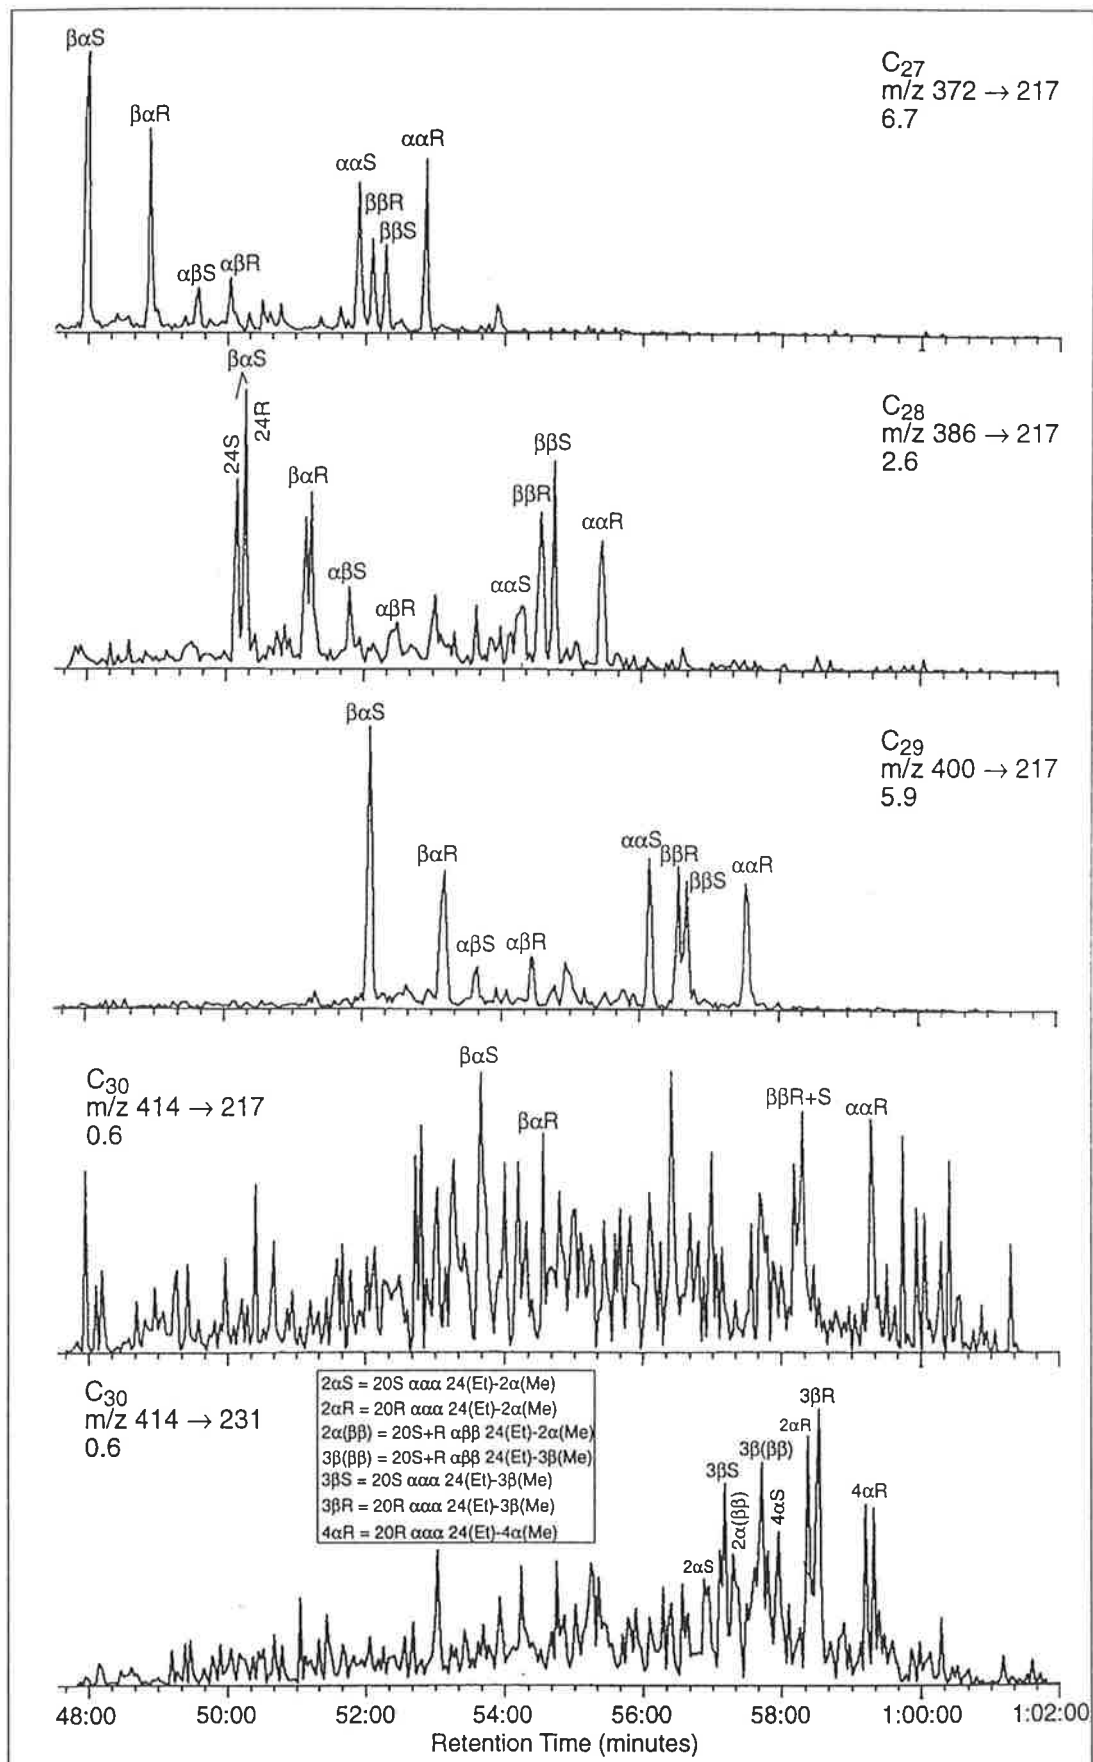 βαS
βαR
αβS
αβR
ααS
ββR
ββS
ααR
C27
m/z 372 → 217
6.7
βαS
24S
24R
βαR
αβS
αβR
ααS
ββR
ββS
ααR
C28
m/z 386 → 217
2.6
βαS
βαR
αβS
αβR
ααS
ββR
ββS
ααR
C29
m/z 400 → 217
5.9
C30
m/z 414 → 217
0.6
βαS
βαR
ββR+S
ααR
C30
m/z 414 → 231
0.6
2αS = 20S ααα 24(Et)-2α(Me)
2αR = 20R ααα 24(Et)-2α(Me)
2α(ββ) = 20S+R αββ 24(Et)-2α(Me)
3β(ββ) = 20S+R αββ 24(Et)-3β(Me)
3βS = 20S ααα 24(Et)-3β(Me)
3βR = 20R ααα 24(Et)-3β(Me)
4αR = 20R ααα 24(Et)-4α(Me)
2αS
3βS
2α(ββ)
3β(ββ)
4αS
2αR
3βR
4αR
48:00 50:00 52:00 54:00 56:00 58:00 1:00:00 1:02:00
Retention Time (minutes)